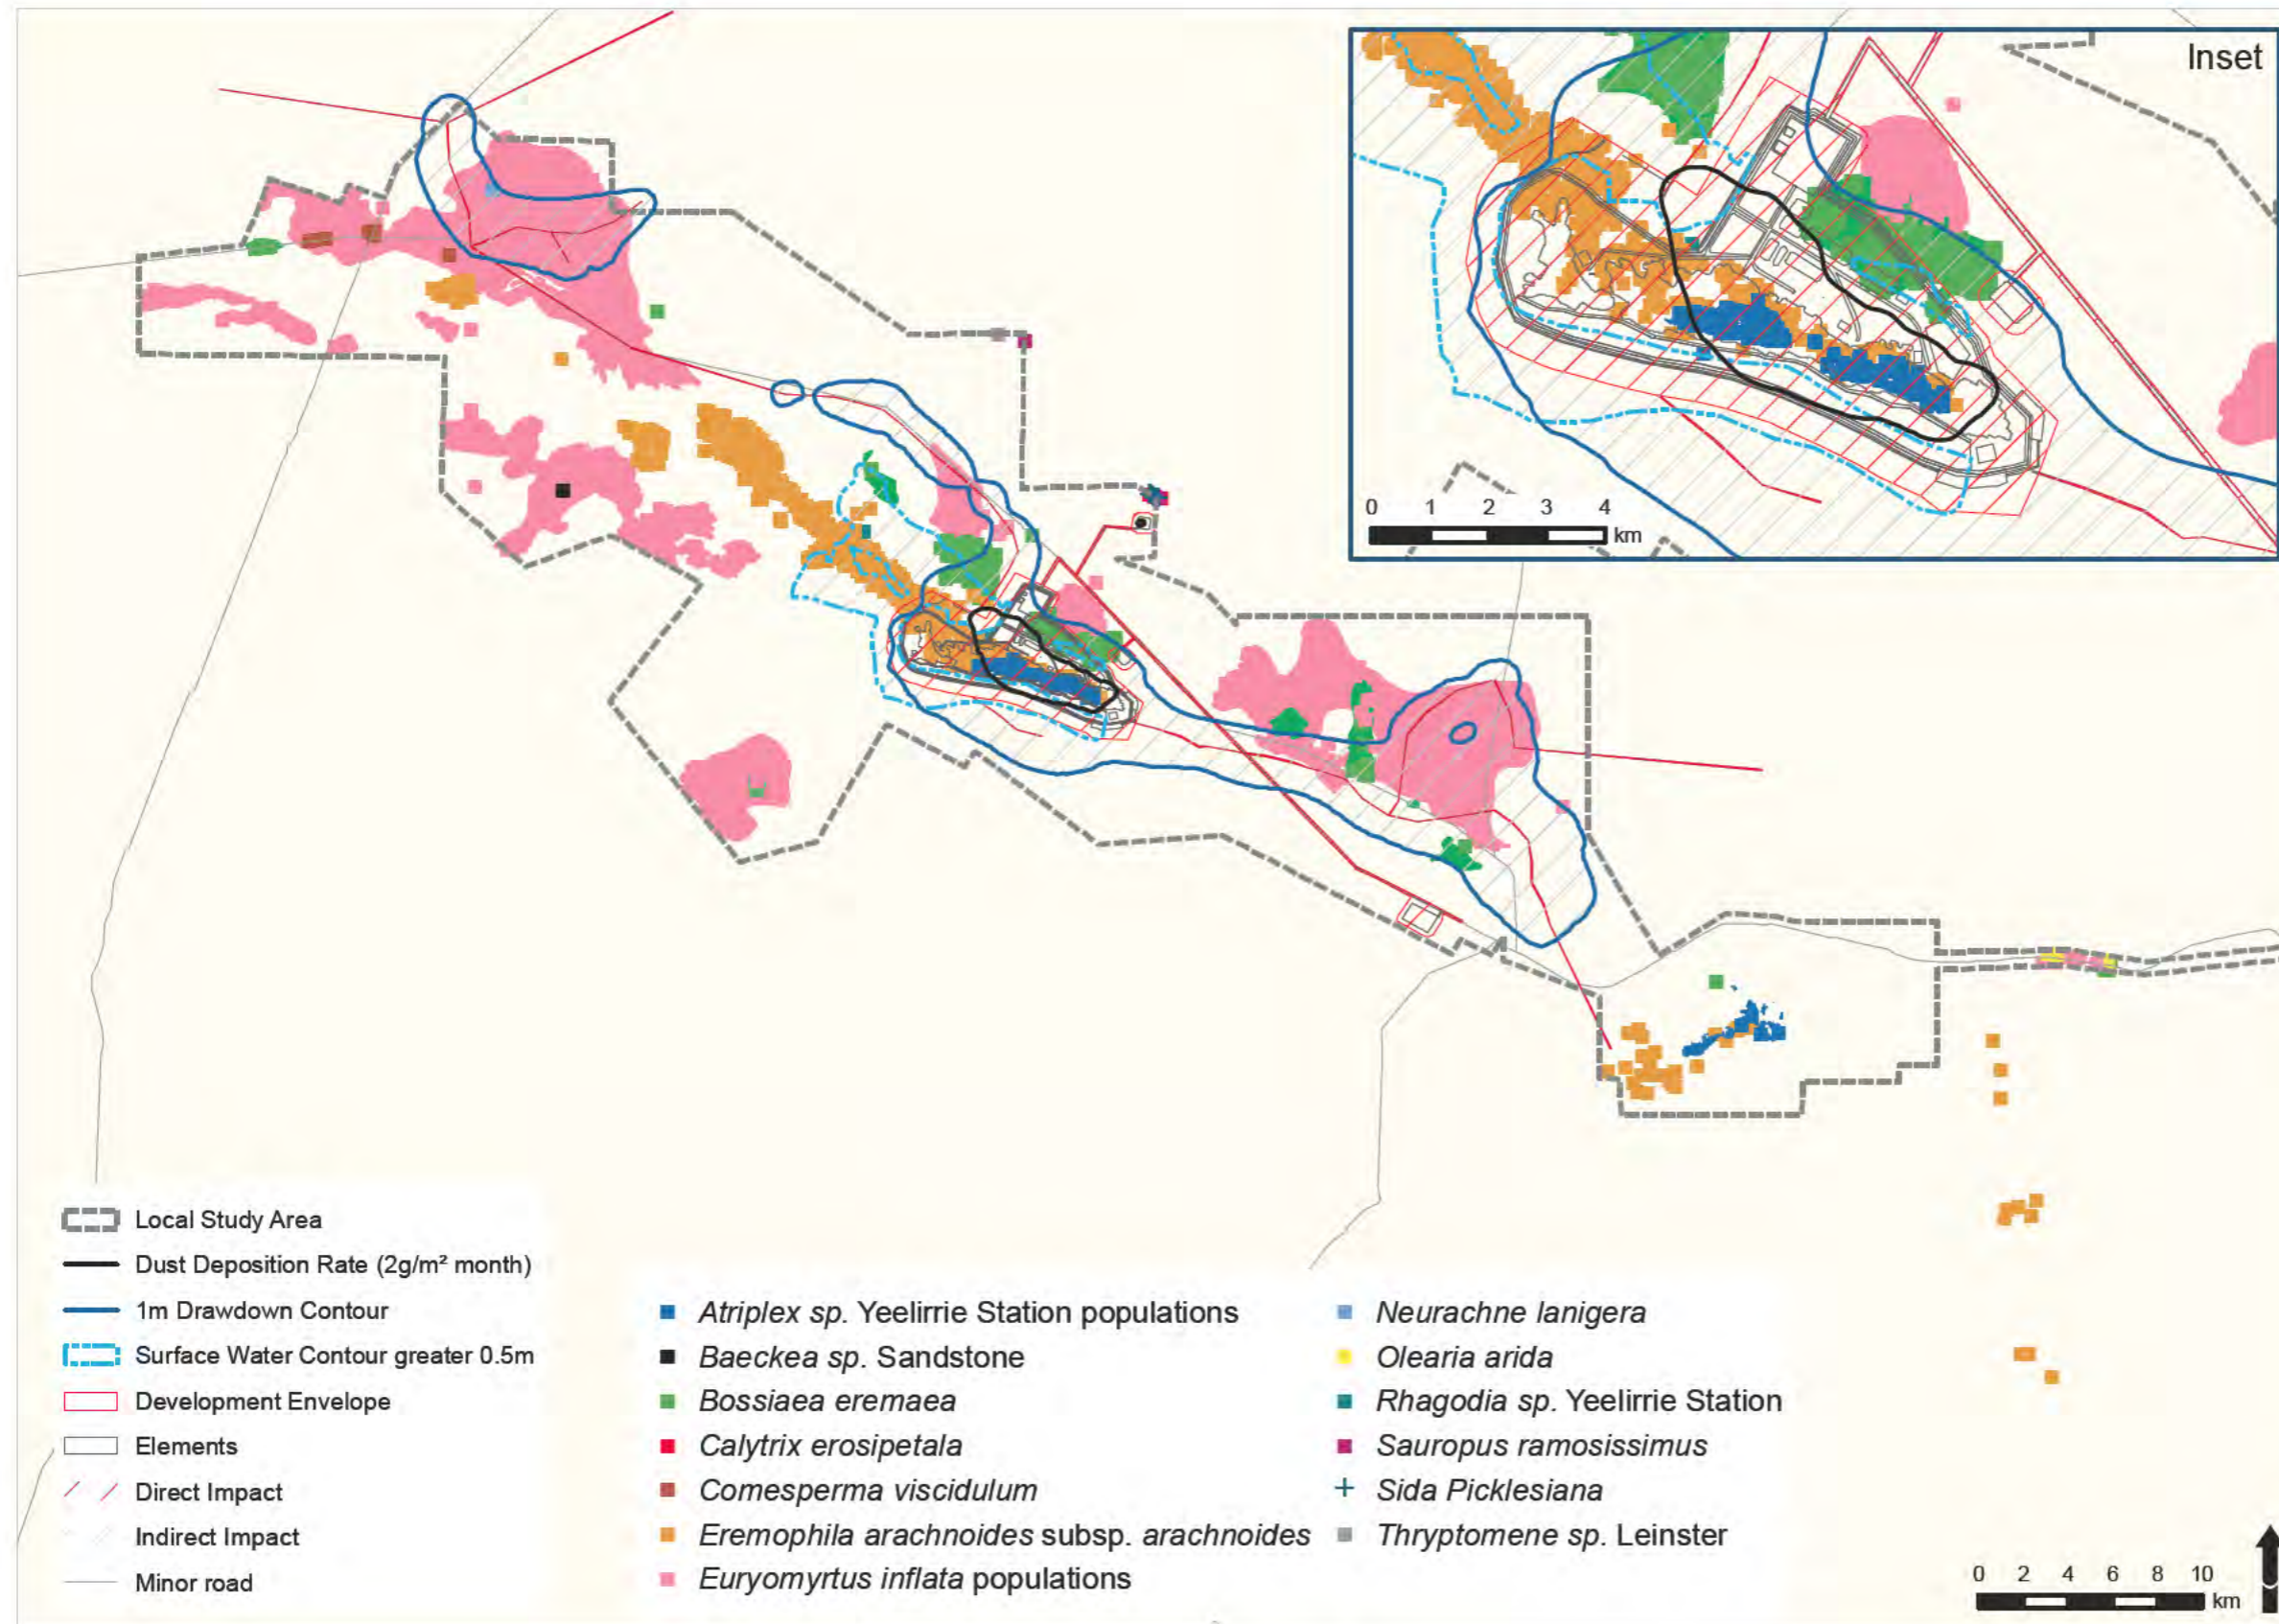 Inset
0 1 2 3 4
km
Local Study Area
Dust Deposition Rate (2g/m² month)
1m Drawdown Contour
Surface Water Contour greater 0.5m
Development Envelope
Elements
Direct Impact
Indirect Impact
Minor road
Atriplex sp. Yeelirrie Station populations
Baeckea sp. Sandstone
Bossiaea eremaea
Calytrix erosipetala
Comesperma viscidulum
Eremophila arachnoides subsp. arachnoides
Euryomyrtus inflata populations
Neurachne lanigera
Olearia arida
Rhagodia sp. Yeelirrie Station
Sauropus ramosissimus
Sida Picklesiana
Thryptomene sp. Leinster
0 2 4 6 8 10
km